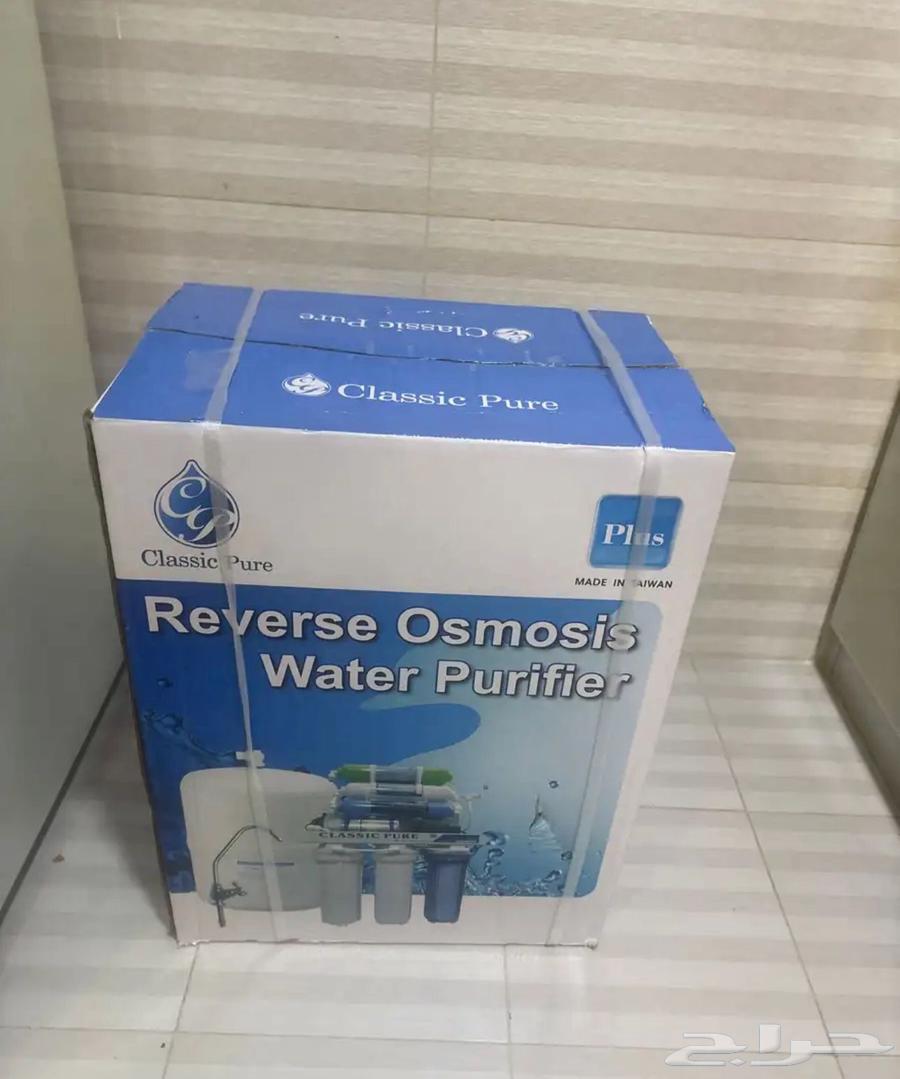 Classic Pure
Classic Pure
CP
Classic Pure
Plus
MADE IN TAIWAN
Reverse Osmosis
Water Purifier
CLASSIC PURE
حراج